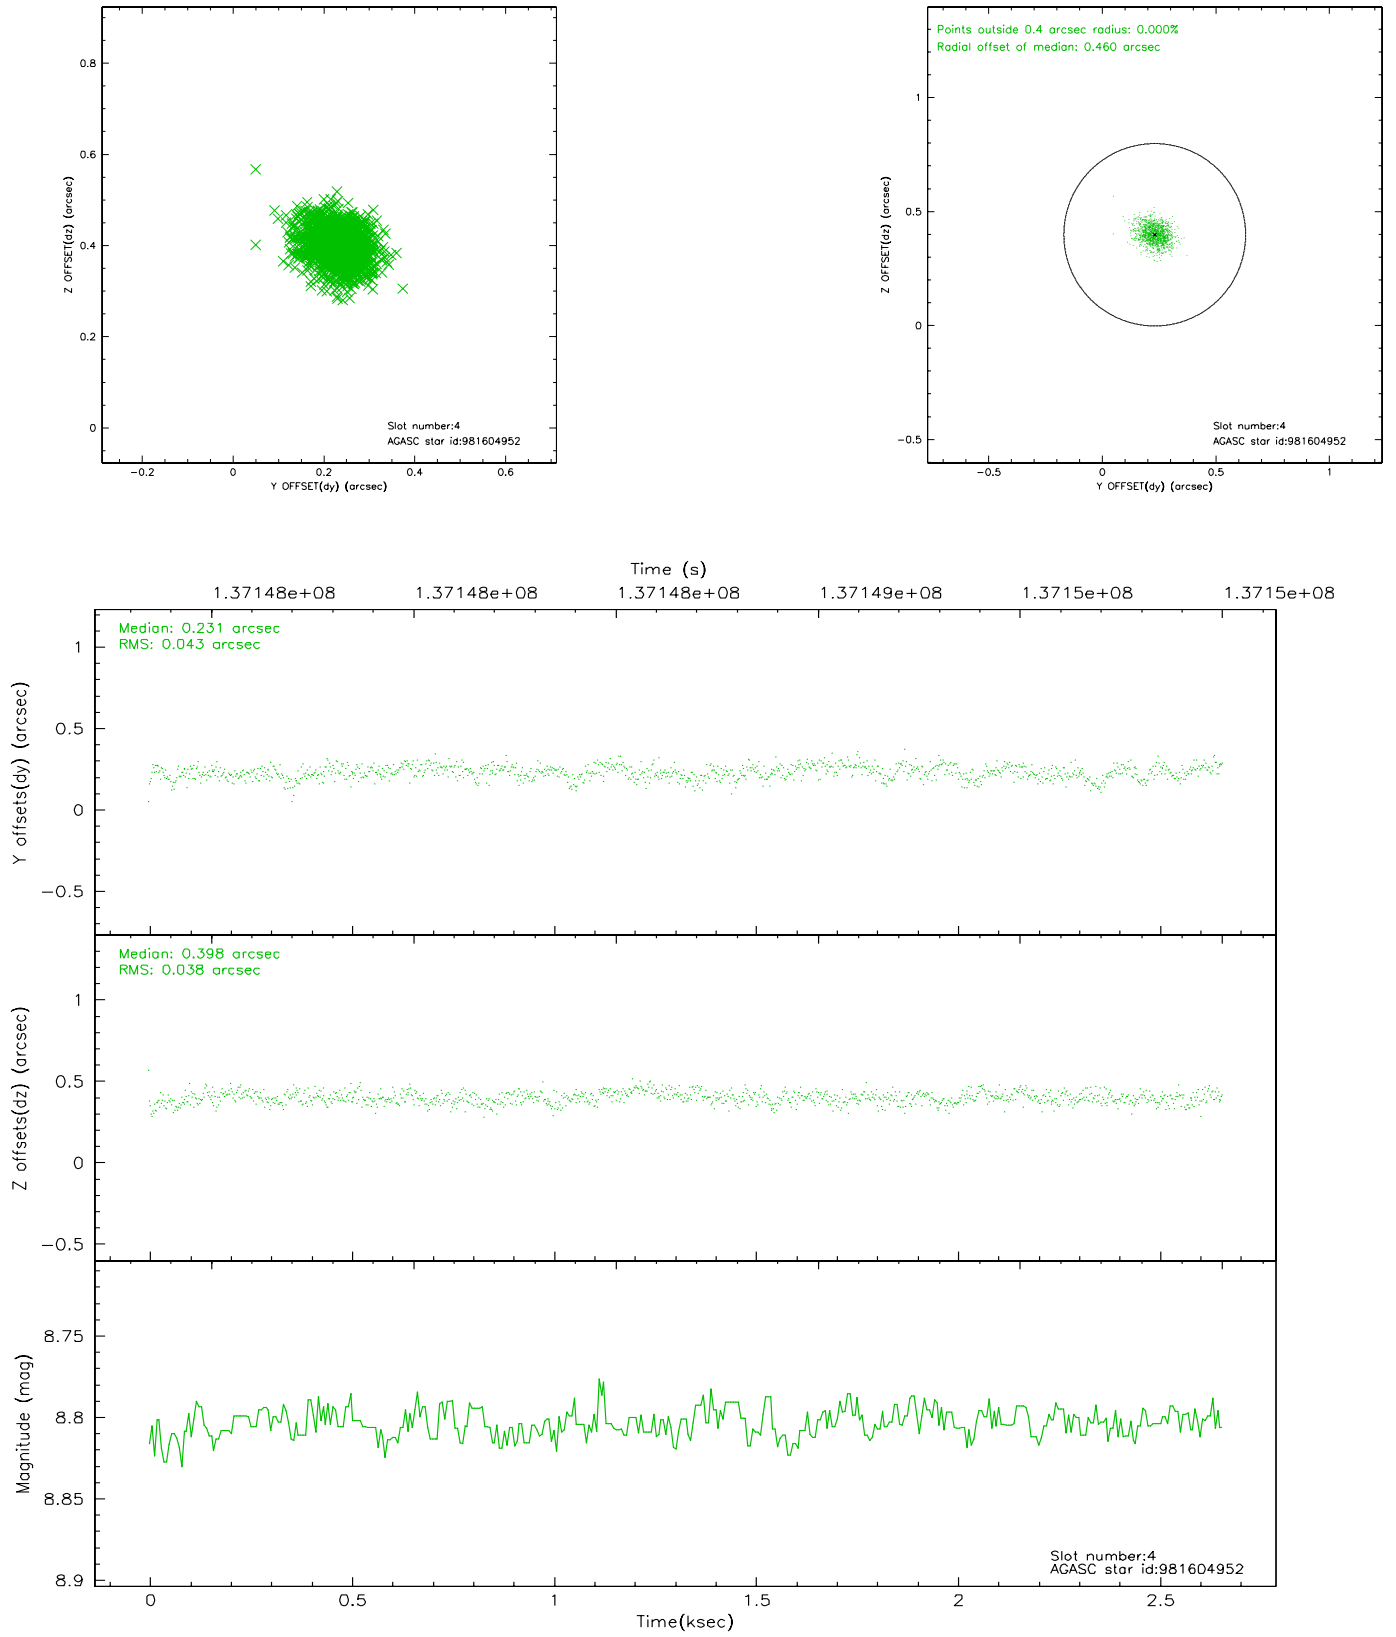 0.8
0.6
0.4
0.2
0
Z OFFSET(dz) (arcsec)
Slot number:4
AGASC star id:981604952
−0.2 0 0.2 0.4 0.6
Y OFFSET(dy) (arcsec)
Points outside 0.4 arcsec radius: 0.000%
Radial offset of median: 0.460 arcsec
1
0.5
0
−0.5
Z OFFSET(dz) (arcsec)
Slot number:4
AGASC star id:981604952
−0.5 0 0.5 1
Y OFFSET(dy) (arcsec)
Time (s)
1.37148e+08 1.37148e+08 1.37148e+08 1.37149e+08 1.3715e+08 1.3715e+08
Median: 0.231 arcsec
RMS: 0.043 arcsec
1
0.5
0
−0.5
Y offsets(dy) (arcsec)
Median: 0.398 arcsec
RMS: 0.038 arcsec
1
0.5
0
−0.5
Z offsets(dz) (arcsec)
8.75
8.8
8.85
8.9
Magnitude (mag)
Slot number:4
AGASC star id:981604952
0 0.5 1 1.5 2 2.5
Time(ksec)